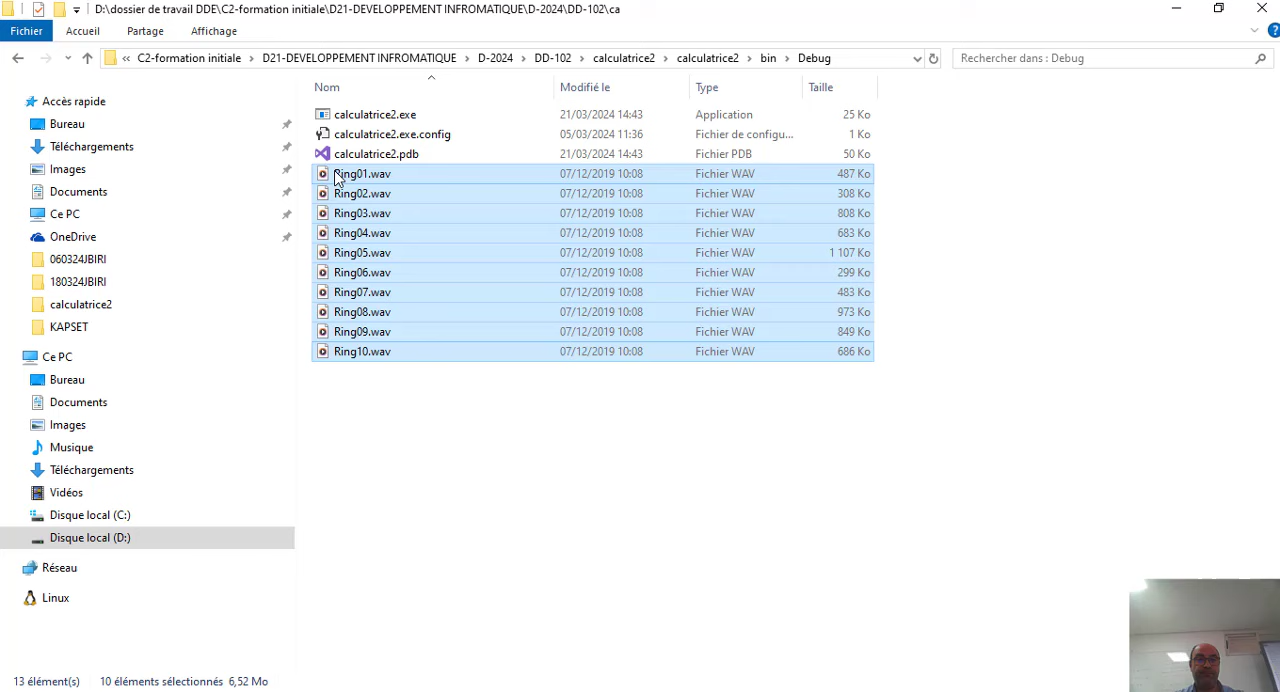 D:\dossier de travail DDE\C2-formation initiale\D21-DEVELOPPEMENT INFROMATIQUE\D-2024\DD-102\ca
Fichier Accueil Partage Affichage
« C2-formation initiale > D21-DEVELOPPEMENT INFROMATIQUE > D-2024 > DD-102 > calculatrice2 > calculatrice2 > bin > Debug
Rechercher dans : Debug
Accès rapide
Bureau
Téléchargements
Images
Documents
Ce PC
OneDrive
060324JBIRI
180324JBIRI
calculatrice2
KAPSET
Ce PC
Bureau
Documents
Images
Musique
Téléchargements
Vidéos
Disque local (C:)
Disque local (D:)
Réseau
Linux
Nom Modifié le Type Taille
calculatrice2.exe 21/03/2024 14:43 Application 25 Ko
calculatrice2.exe.config 05/03/2024 11:36 Fichier de configu... 1 Ko
calculatrice2.pdb 21/03/2024 14:43 Fichier PDB 50 Ko
Ring01.wav 07/12/2019 10:08 Fichier WAV 487 Ko
Ring02.wav 07/12/2019 10:08 Fichier WAV 308 Ko
Ring03.wav 07/12/2019 10:08 Fichier WAV 808 Ko
Ring04.wav 07/12/2019 10:08 Fichier WAV 683 Ko
Ring05.wav 07/12/2019 10:08 Fichier WAV 1 107 Ko
Ring06.wav 07/12/2019 10:08 Fichier WAV 299 Ko
Ring07.wav 07/12/2019 10:08 Fichier WAV 483 Ko
Ring08.wav 07/12/2019 10:08 Fichier WAV 973 Ko
Ring09.wav 07/12/2019 10:08 Fichier WAV 849 Ko
Ring10.wav 07/12/2019 10:08 Fichier WAV 686 Ko
13 élément(s) 10 éléments sélectionnés 6,52 Mo